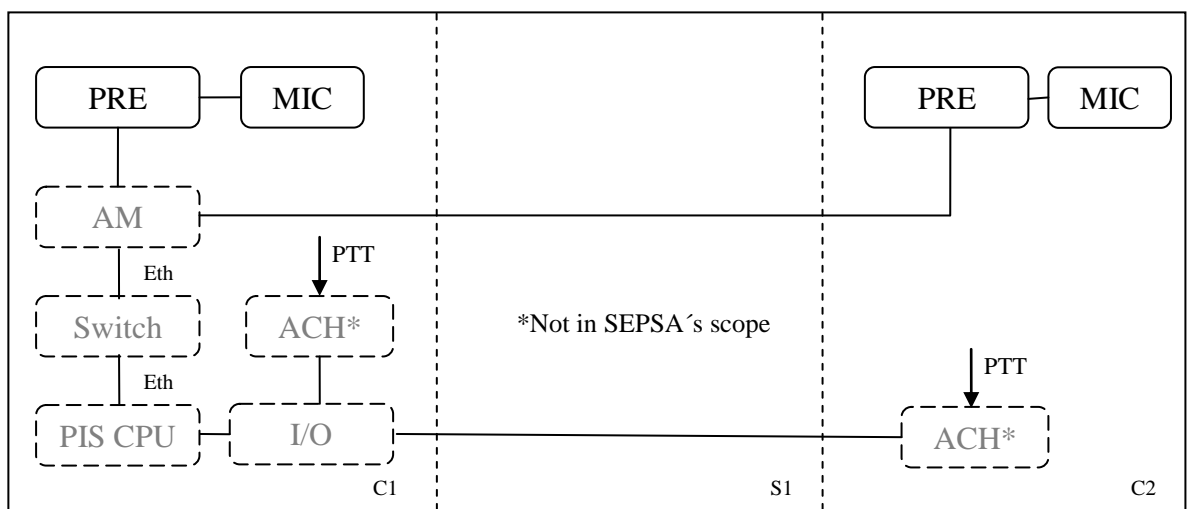 PRE
MIC
PRE
MIC
AM
Eth
PTT
Switch
ACH*
*Not in SEPSA´s scope
Eth
PTT
PIS CPU
I/O
ACH*
C1
S1
C2